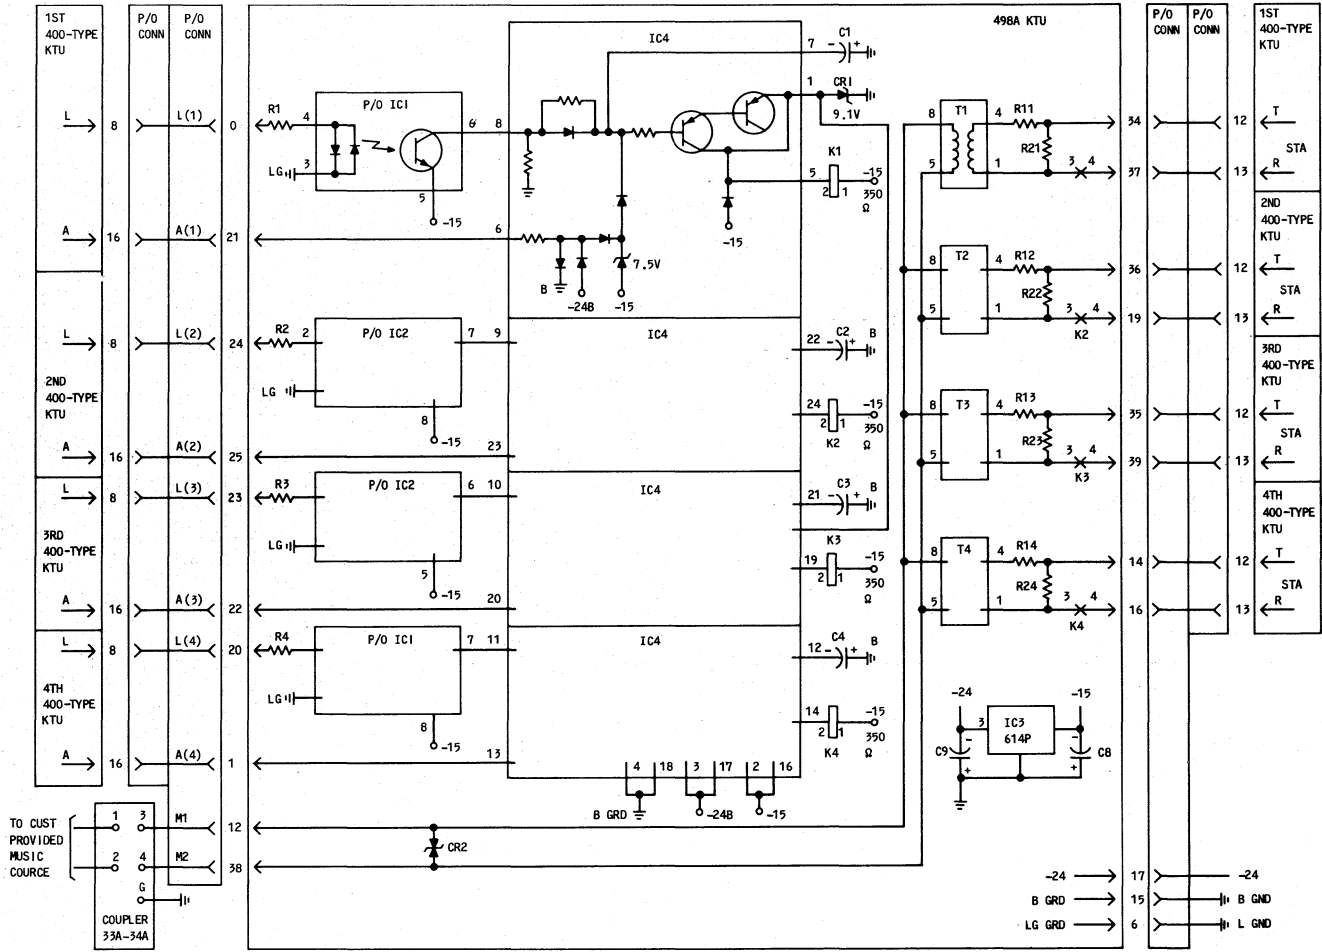 1ST
400-TYPE
KTU
P/O
CONN
P/O
CONN
498A KTU
P/O
CONN
P/O
CONN
1ST
400-TYPE
KTU
L
8
L(1)
0
R1
4
P/O IC1
3
LG
5
-15
6
8
IC4
7
-
C1
+
1
CR1
9.1V
K1
5
2
1
-15
350
Ω
-15
A
16
A(1)
21
6
7.5V
B
-24B
-15
8
T1
4
R11
R21
5
1
3
4
34
12
T
STA
37
13
R
2ND
400-TYPE
KTU
8
T2
4
R12
R22
5
1
3
4
K2
36
12
T
STA
19
13
R
L
8
L(2)
24
R2
2
P/O IC2
7
9
IC4
22
-
C2
+
B
LG
8
-15
24
2
1
K2
-15
350
Ω
2ND
400-TYPE
KTU
A
16
A(2)
25
23
3RD
400-TYPE
KTU
8
T3
4
R13
R23
5
1
3
4
K3
35
12
T
STA
39
13
R
L
8
L(3)
23
R3
P/O IC2
6
10
IC4
21
-
C3
+
B
LG
5
-15
K3
19
2
1
-15
350
Ω
3RD
400-TYPE
KTU
A
16
A(3)
22
20
4TH
400-TYPE
KTU
8
T4
4
R14
R24
5
1
3
4
K4
14
12
T
STA
16
13
R
L
8
L(4)
20
R4
P/O IC1
7
11
IC4
12
-
C4
+
B
LG
8
-15
14
2
1
K4
-15
350
Ω
4TH
400-TYPE
KTU
A
16
A(4)
1
13
4
18
3
17
2
16
B GRD
-24B
-15
-24
-15
3
IC3
614P
C9
-
+
-
+
C8
TO CUST
PROVIDED
MUSIC
COURCE
1
3
M1
12
2
4
M2
38
CR2
G
COUPLER
33A-34A
-24
17
-24
B GRD
15
B GND
LG GRD
6
L GND